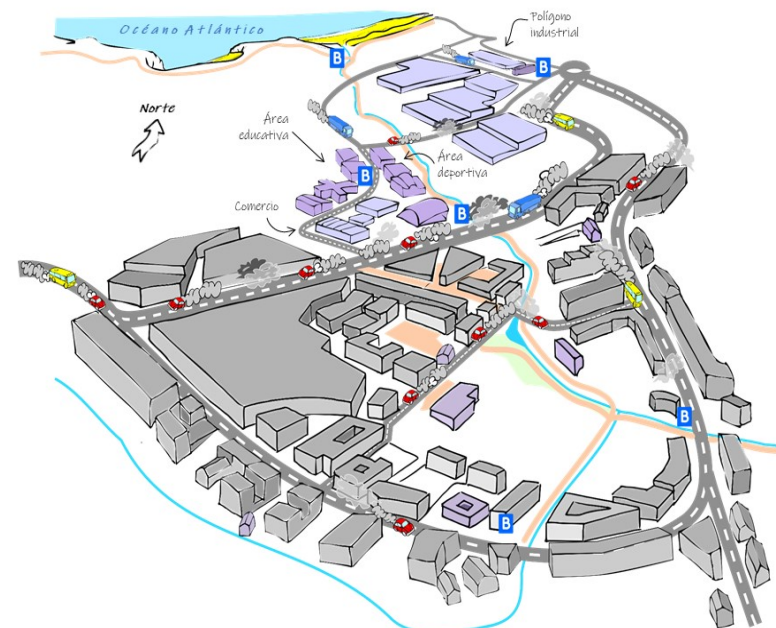 Océano Atlántico
Polígono
industrial
B
B
Norte
Área
educativa
Área
deportiva
B
Comercio
B
B
B